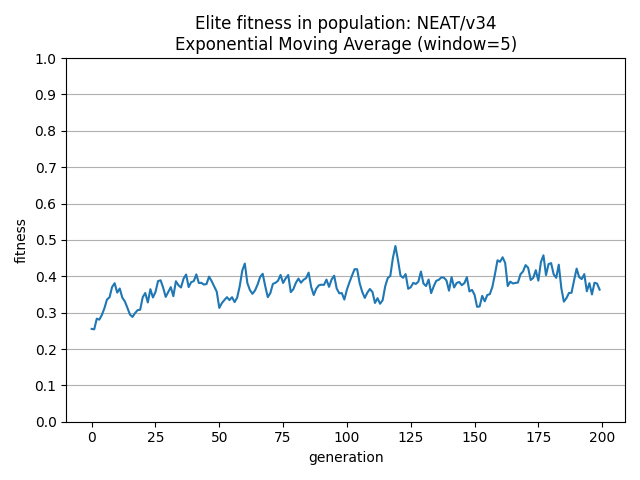 Elite fitness in population: NEAT/v34
Exponential Moving Average (window=5)
1.0
0.9
0.8
0.7
0.6
0.5
0.4
0.3
0.2
0.1
0.0
fitness
0 25 50 75 100 125 150 175 200
generation